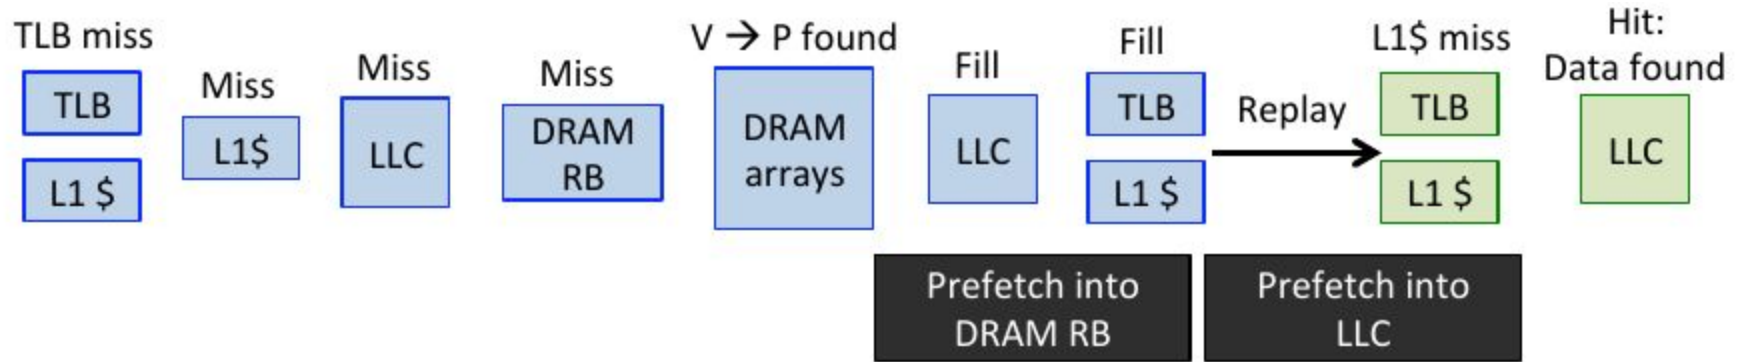 TLB miss
TLB
L1 $
Miss
L1$
Miss
LLC
Miss
DRAM
RB
V → P found
DRAM
arrays
Fill
LLC
Fill
TLB
L1 $
Replay
L1$ miss
TLB
L1 $
Hit:
Data found
LLC
Prefetch into
DRAM RB
Prefetch into
LLC